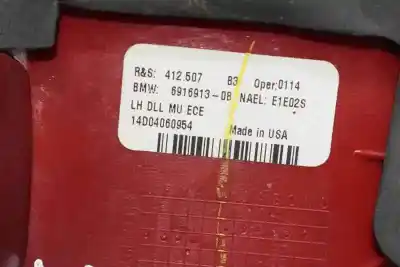 R&S: 412.507 B3 Oper:0114
BMW: 6916913-08 NAEL: E1E02S
LH DLL MU ECE
14D04060954 Made in USA